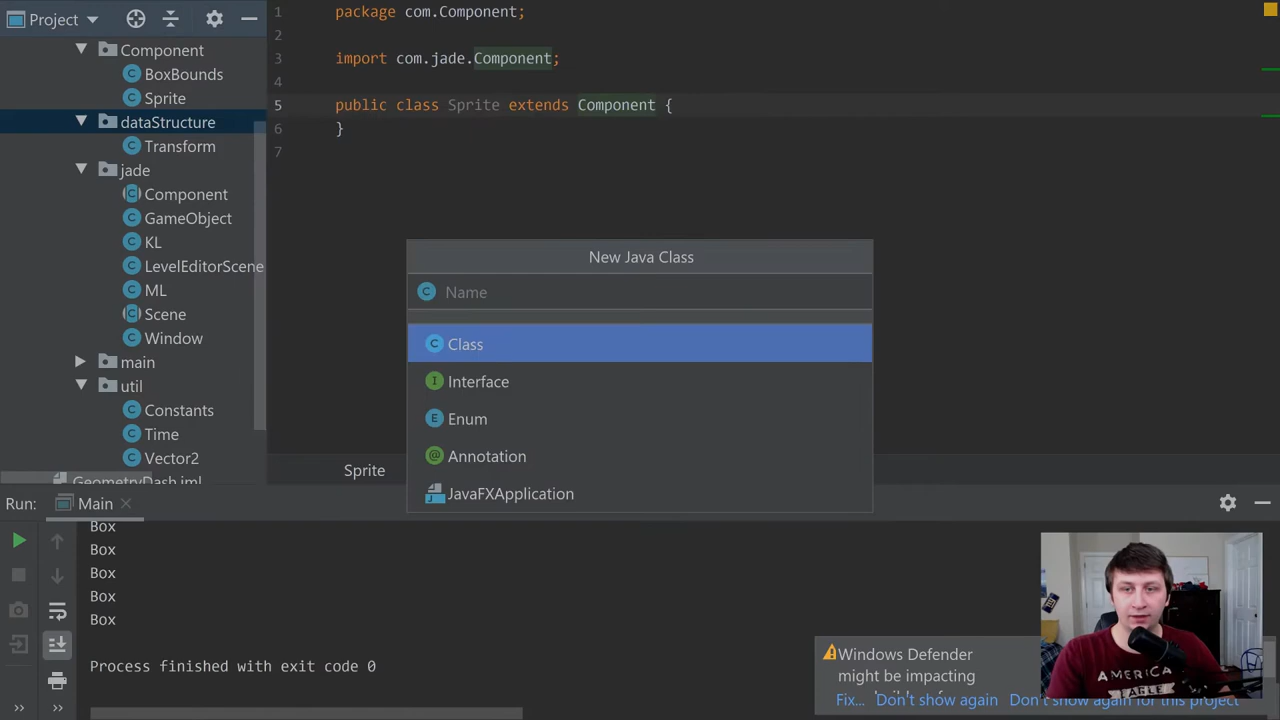 Project
Component
BoxBounds
Sprite
dataStructure
Transform
jade
Component
GameObject
KL
LevelEditorScene
ML
Scene
Window
main
util
Constants
Time
Vector2
GeometryDash.iml
1 package com.Component;
2
3 import com.jade.Component;
4
5 public class Sprite extends Component {
6 }
7
New Java Class
Name
Class
Interface
Enum
Annotation
JavaFXApplication
Sprite
Run: Main
Box
Box
Box
Box
Box
Process finished with exit code 0
Windows Defender
might be impacting
Fix... Don't show again Don't show again for this project
AMERICA
EAGLE